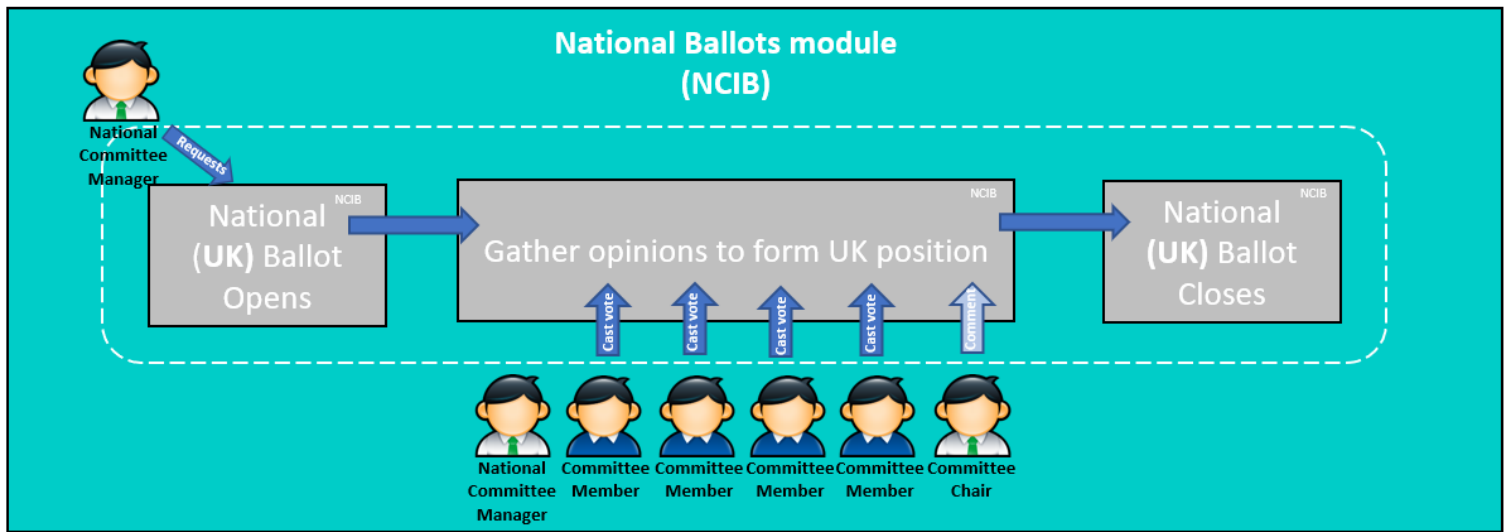 National Ballots module
(NCIB)
National
Committee
Manager
Requests
NCIB
National
(UK) Ballot
Opens
NCIB
Gather opinions to form UK position
NCIB
National
(UK) Ballot
Closes
Cast vote
Cast vote
Cast vote
Cast vote
Comment
National
Committee
Manager
Committee
Member
Committee
Member
Committee
Member
Committee
Member
Committee
Chair